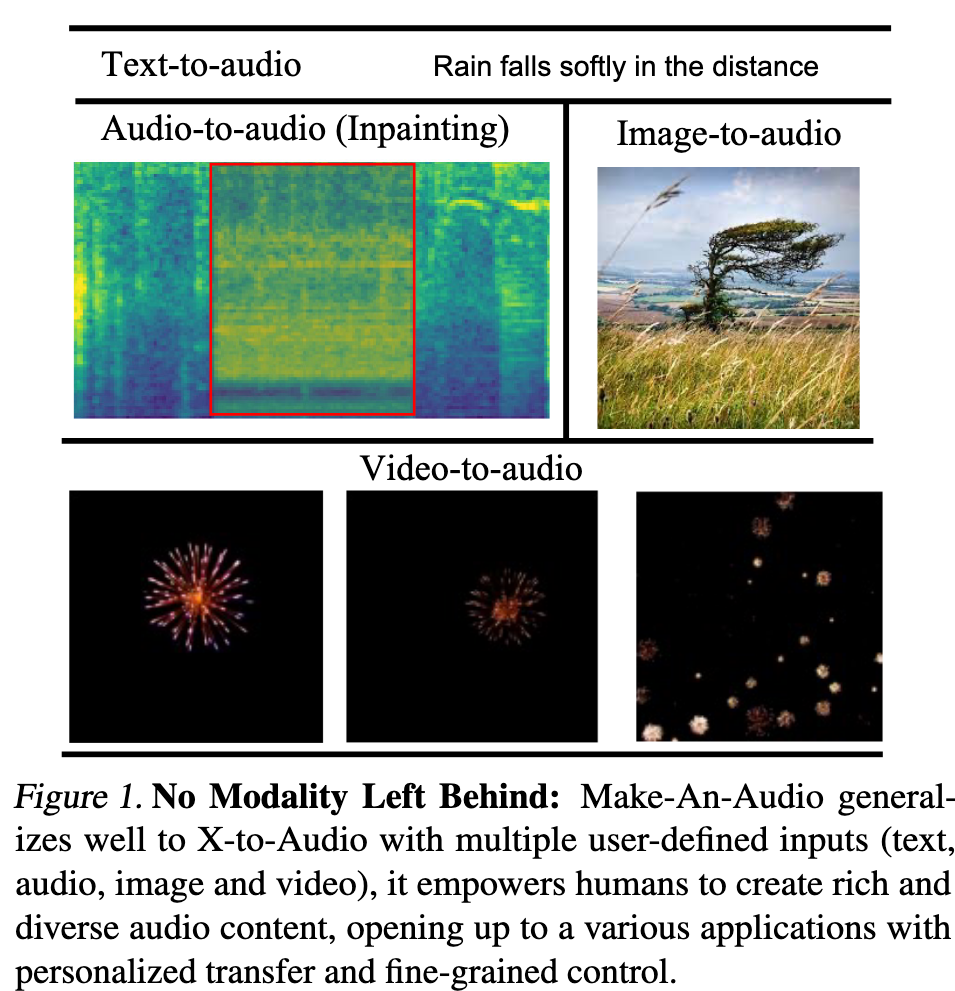 Text-to-audio Rain falls softly in the distance
Audio-to-audio (Inpainting)
Image-to-audio
Video-to-audio
Figure 1. No Modality Left Behind: Make-An-Audio general-
izes well to X-to-Audio with multiple user-defined inputs (text,
audio, image and video), it empowers humans to create rich and
diverse audio content, opening up to a various applications with
personalized transfer and fine-grained control.